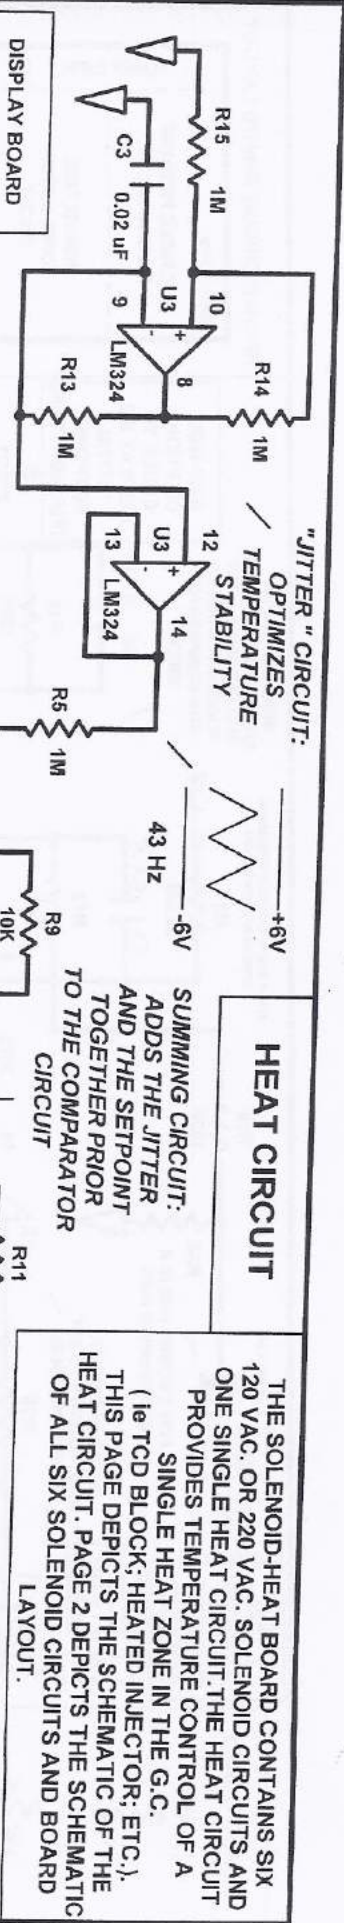 DISPLAY BOARD
R15
1M
C3
0.02 uF
10
9
U3
+
-
LM324
8
R14
1M
R13
1M
"JITTER " CIRCUIT:
OPTIMIZES
TEMPERATURE
STABILITY
12
13
U3
+
-
LM324
14
R5
1M
+6V
-6V
43 Hz
SUMMING CIRCUIT:
ADDS THE JITTER
AND THE SETPOINT
TOGETHER PRIOR
TO THE COMPARATOR
CIRCUIT
R9
10K
R11
HEAT CIRCUIT
THE SOLENOID-HEAT BOARD CONTAINS SIX
120 VAC. OR 220 VAC. SOLENOID CIRCUITS AND
ONE SINGLE HEAT CIRCUIT.THE HEAT CIRCUIT
PROVIDES TEMPERATURE CONTROL OF A
SINGLE HEAT ZONE IN THE G.C.
( ie TCD BLOCK; HEATED INJECTOR; ETC.).
THIS PAGE DEPICTS THE SCHEMATIC OF THE
HEAT CIRCUIT. PAGE 2 DEPICTS THE SCHEMATIC
OF ALL SIX SOLENOID CIRCUITS AND BOARD
LAYOUT.